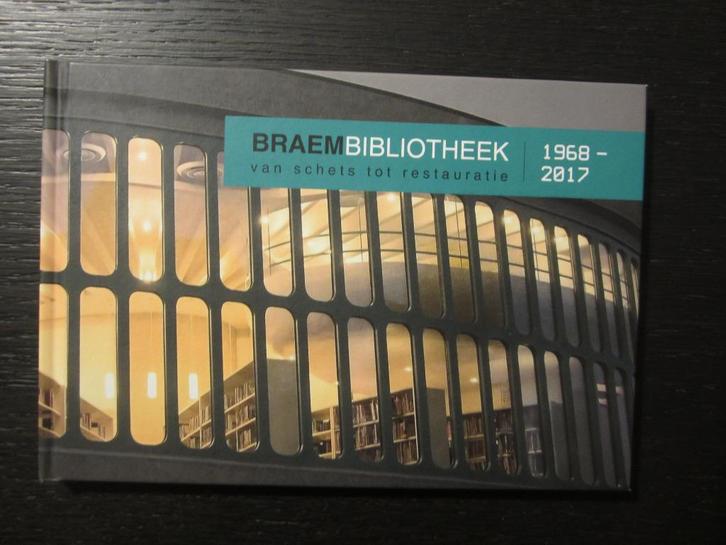 BRAEMBIBLIOTHEEK
van schets tot restauratie
1968 –
2017